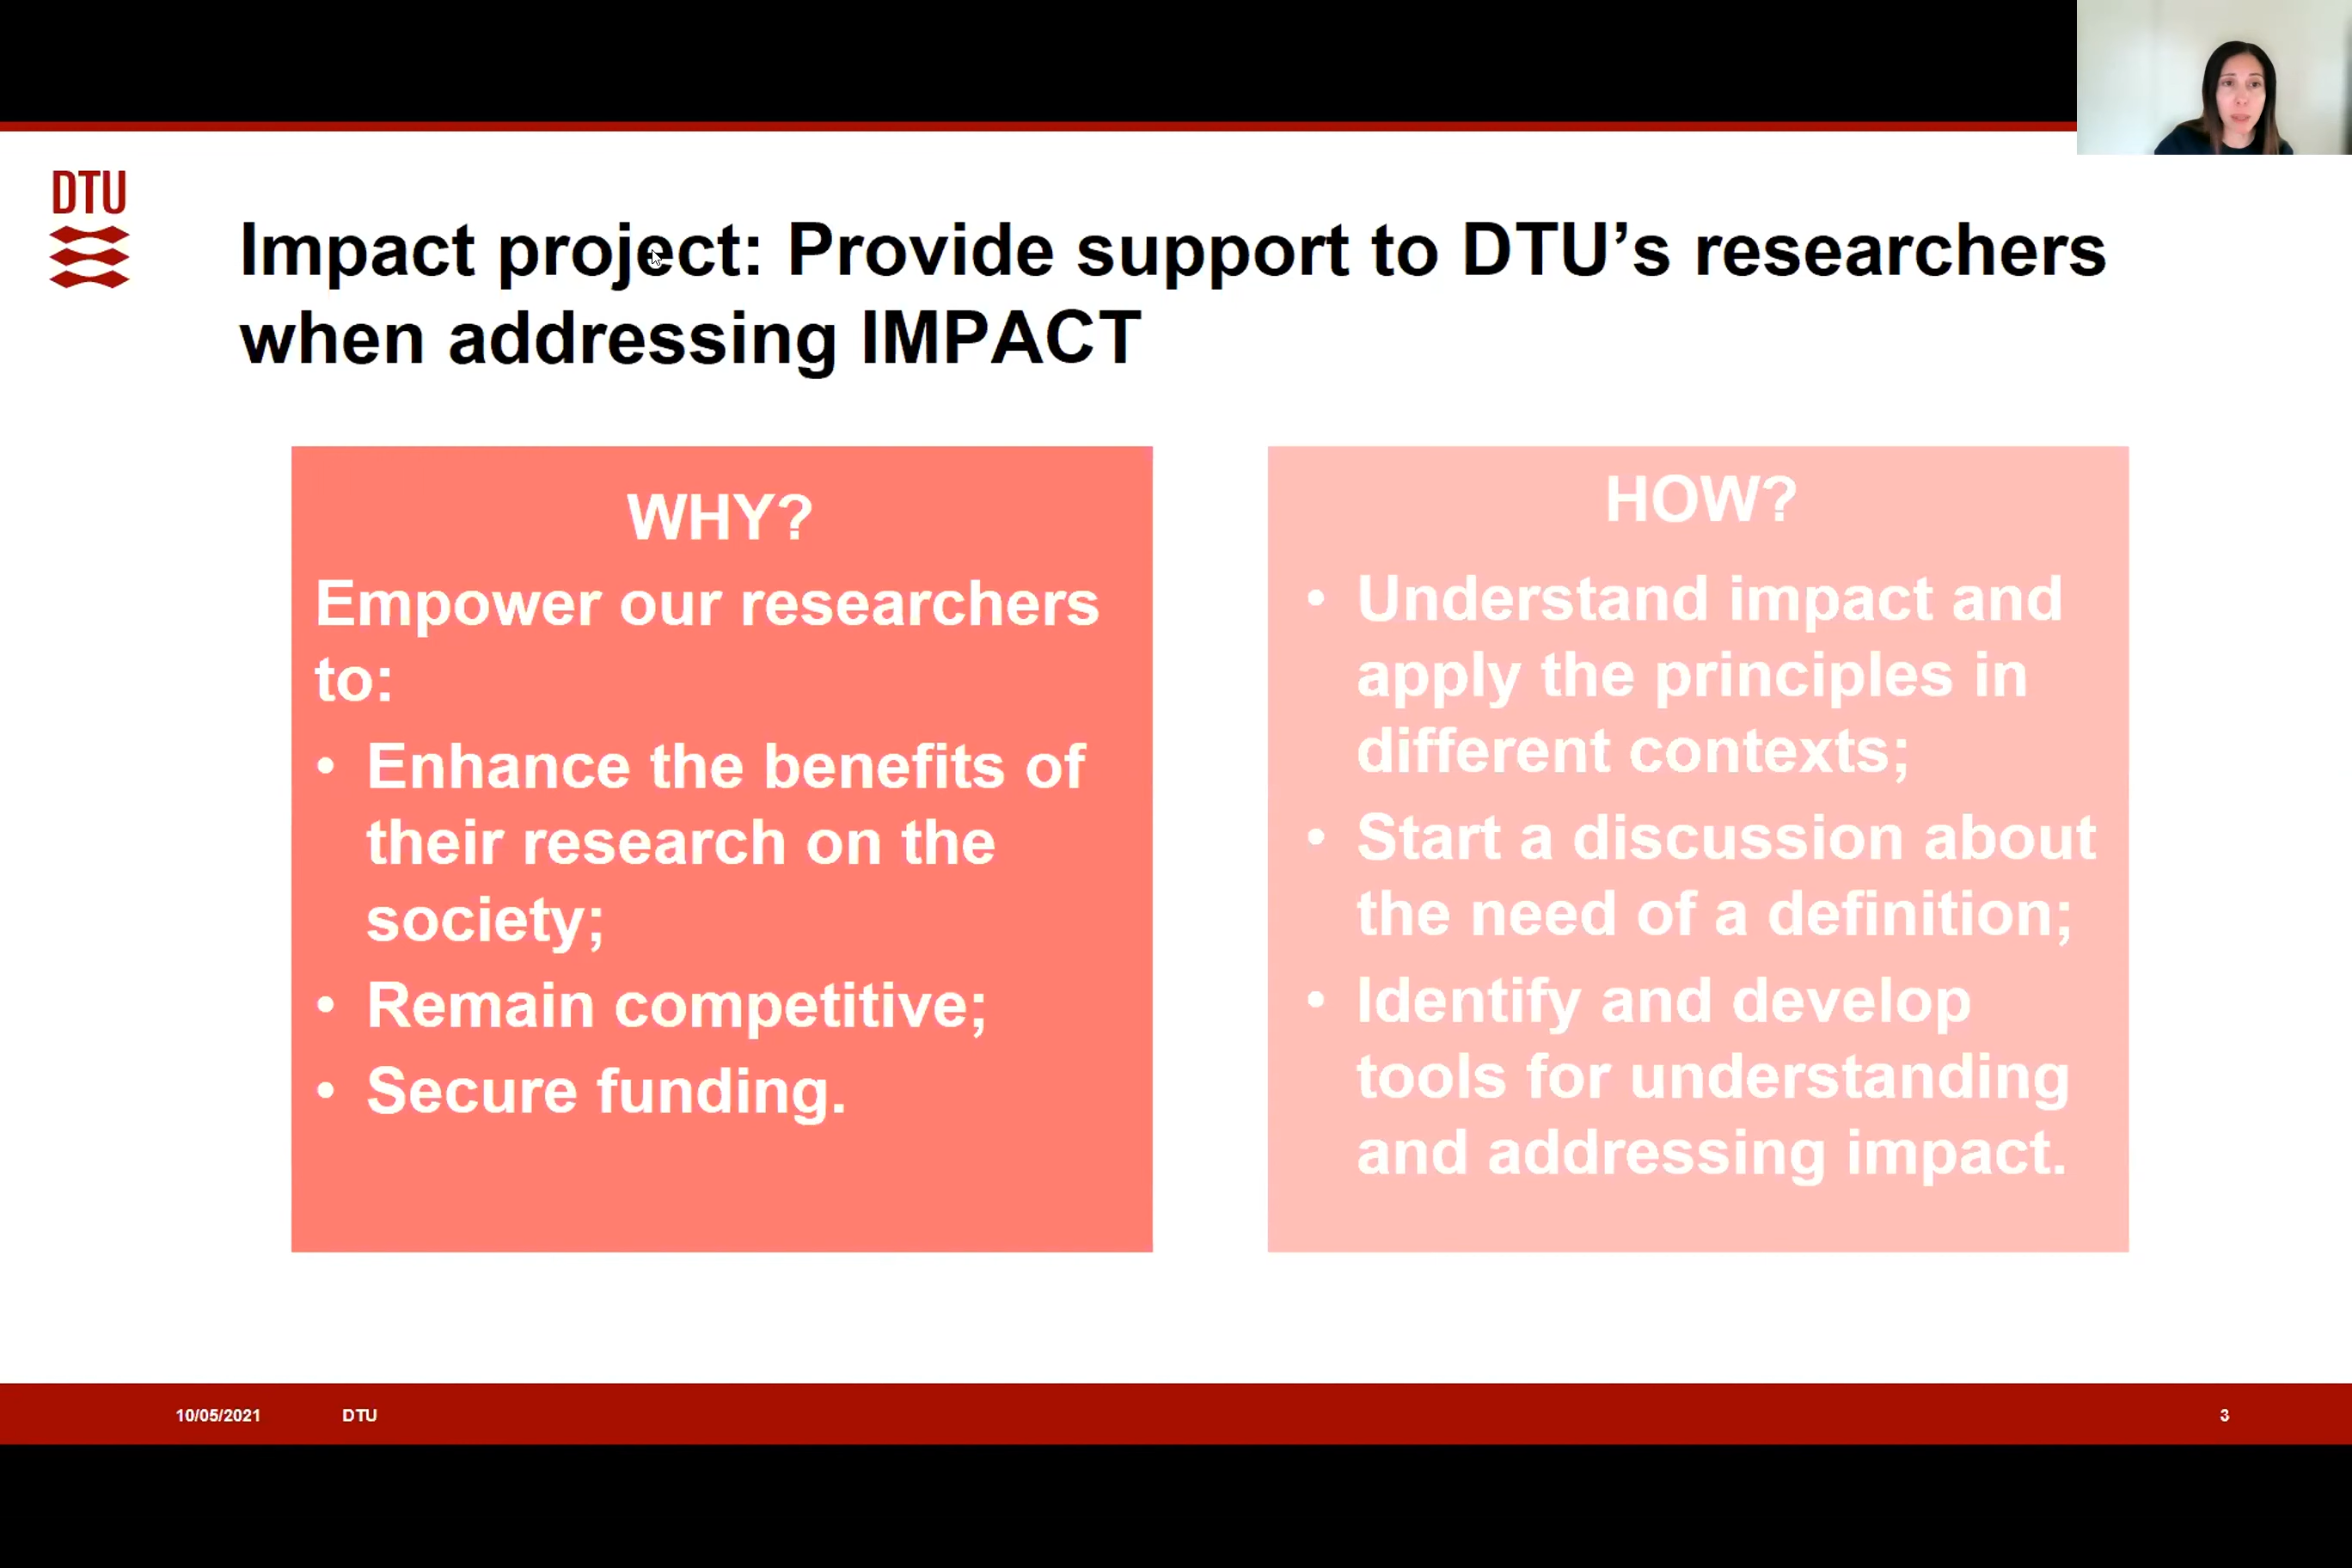 DTU
Impact project: Provide support to DTU’s researchers
when addressing IMPACT
WHY?
Empower our researchers
to:
• Enhance the benefits of
their research on the
society;
• Remain competitive;
• Secure funding.
HOW?
• Understand impact and
apply the principles in
different contexts;
• Start a discussion about
the need of a definition;
• Identify and develop
tools for understanding
and addressing impact.
10/05/2021 DTU 3